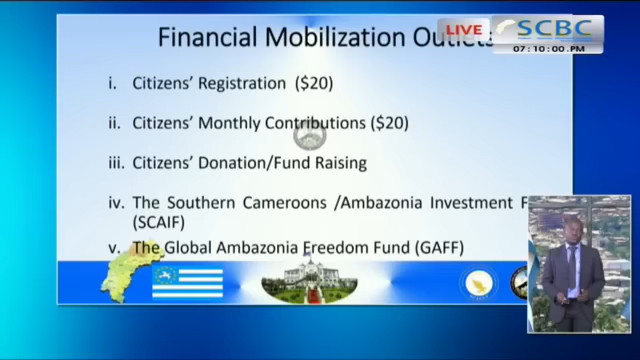 LIVE
SCBC
07:10:00 PM
Financial Mobilization Outlets
i. Citizens' Registration ($20)
ii. Citizens' Monthly Contributions ($20)
iii. Citizens' Donation/Fund Raising
iv. The Southern Cameroons /Ambazonia Investment F
(SCAIF)
v. The Global Ambazonia Freedom Fund (GAFF)